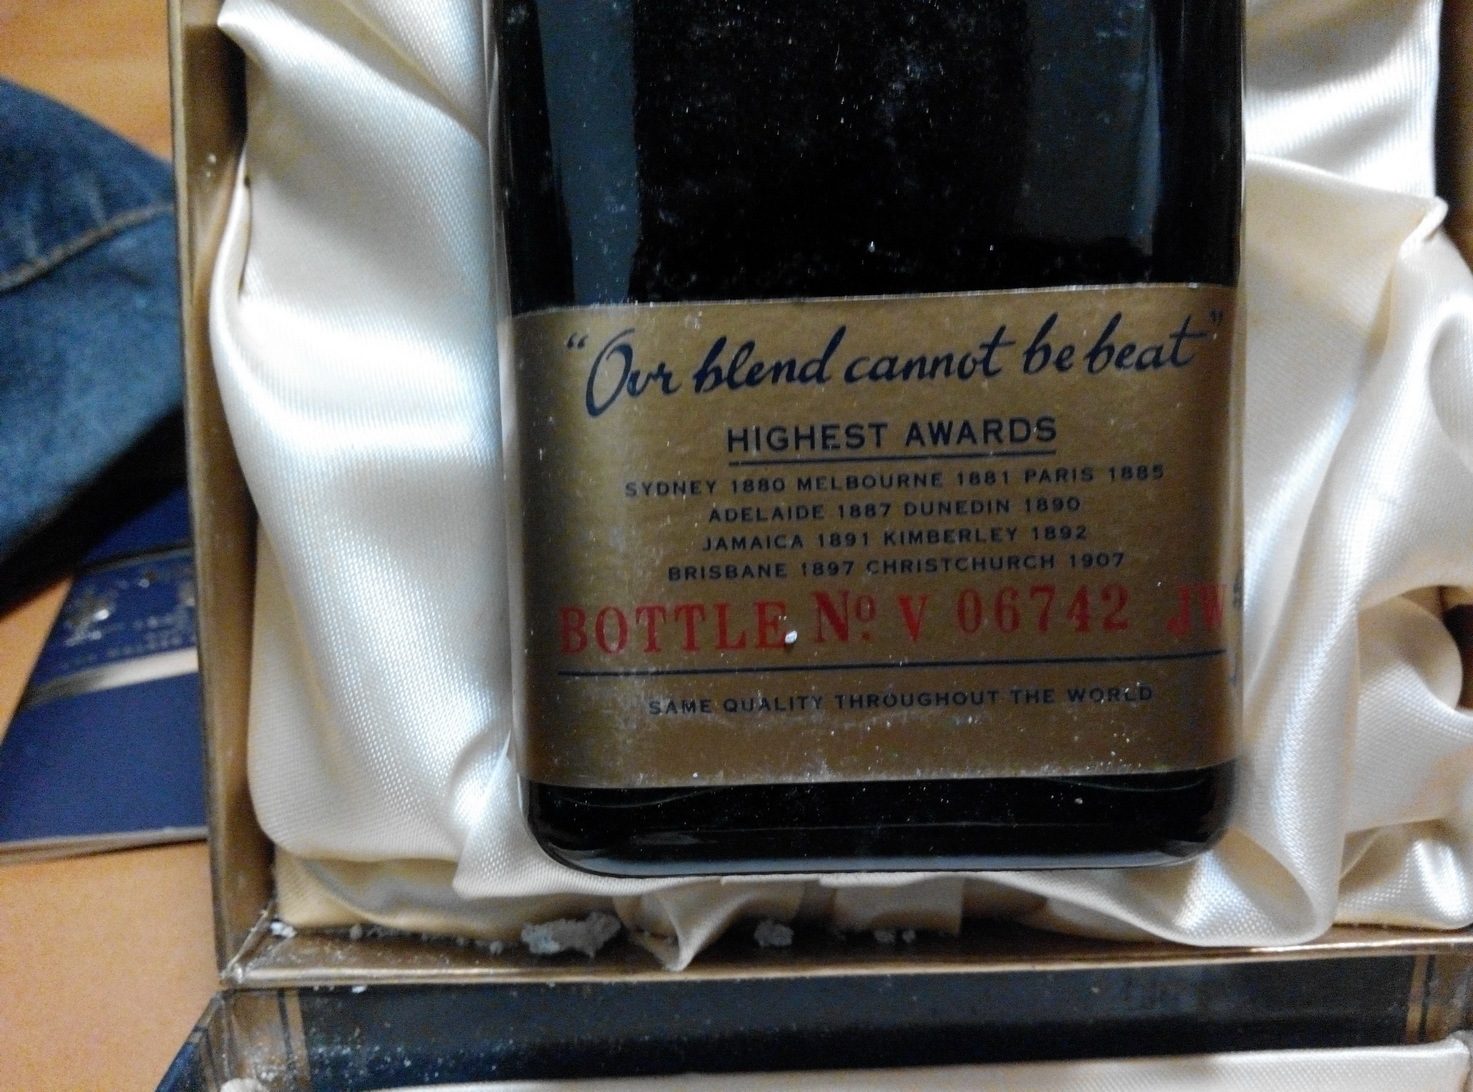 “Our blend cannot be beat”
HIGHEST AWARDS
SYDNEY 1880 MELBOURNE 1881 PARIS 1885
ADELAIDE 1887 DUNEDIN 1890
JAMAICA 1891 KIMBERLEY 1892
BRISBANE 1897 CHRISTCHURCH 1907
BOTTLE No V 06742 JW
SAME QUALITY THROUGHOUT THE WORLD